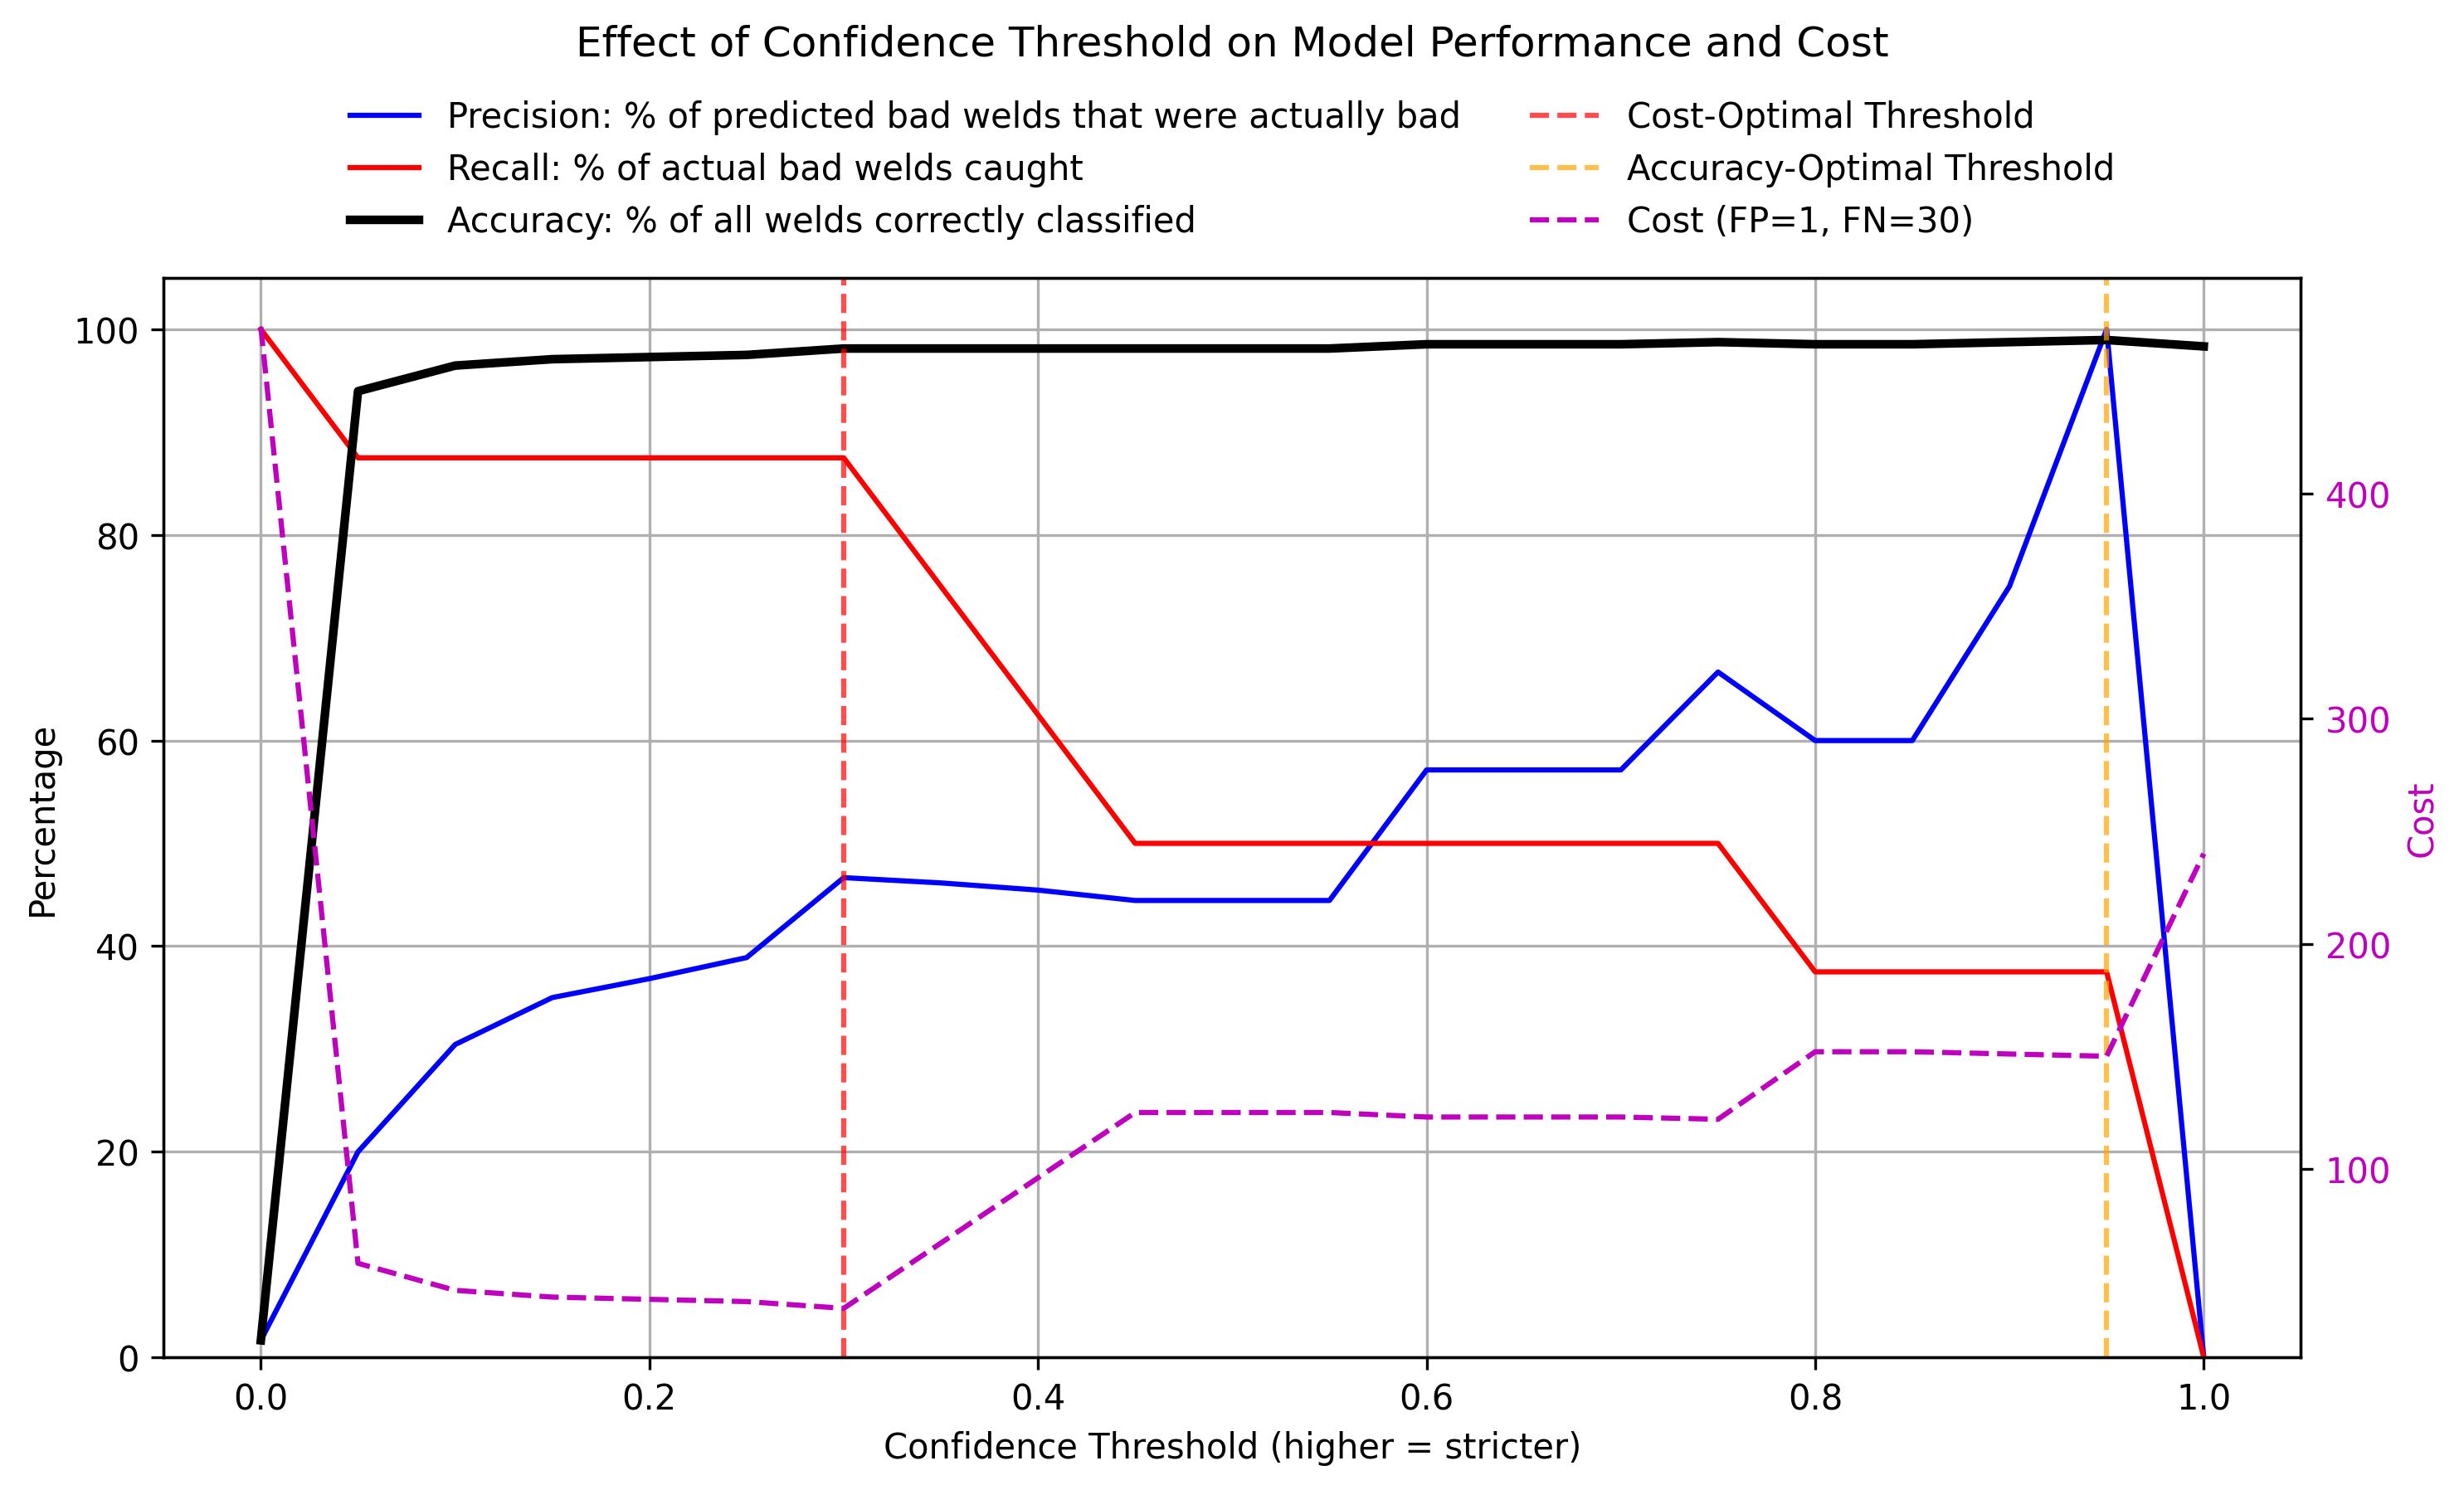 Effect of Confidence Threshold on Model Performance and Cost
Precision: % of predicted bad welds that were actually bad
Recall: % of actual bad welds caught
Accuracy: % of all welds correctly classified
Cost-Optimal Threshold
Accuracy-Optimal Threshold
Cost (FP=1, FN=30)
Percentage
100
80
60
40
20
0
0.0
0.2
0.4
0.6
0.8
1.0
Confidence Threshold (higher = stricter)
400
300
200
100
Cost